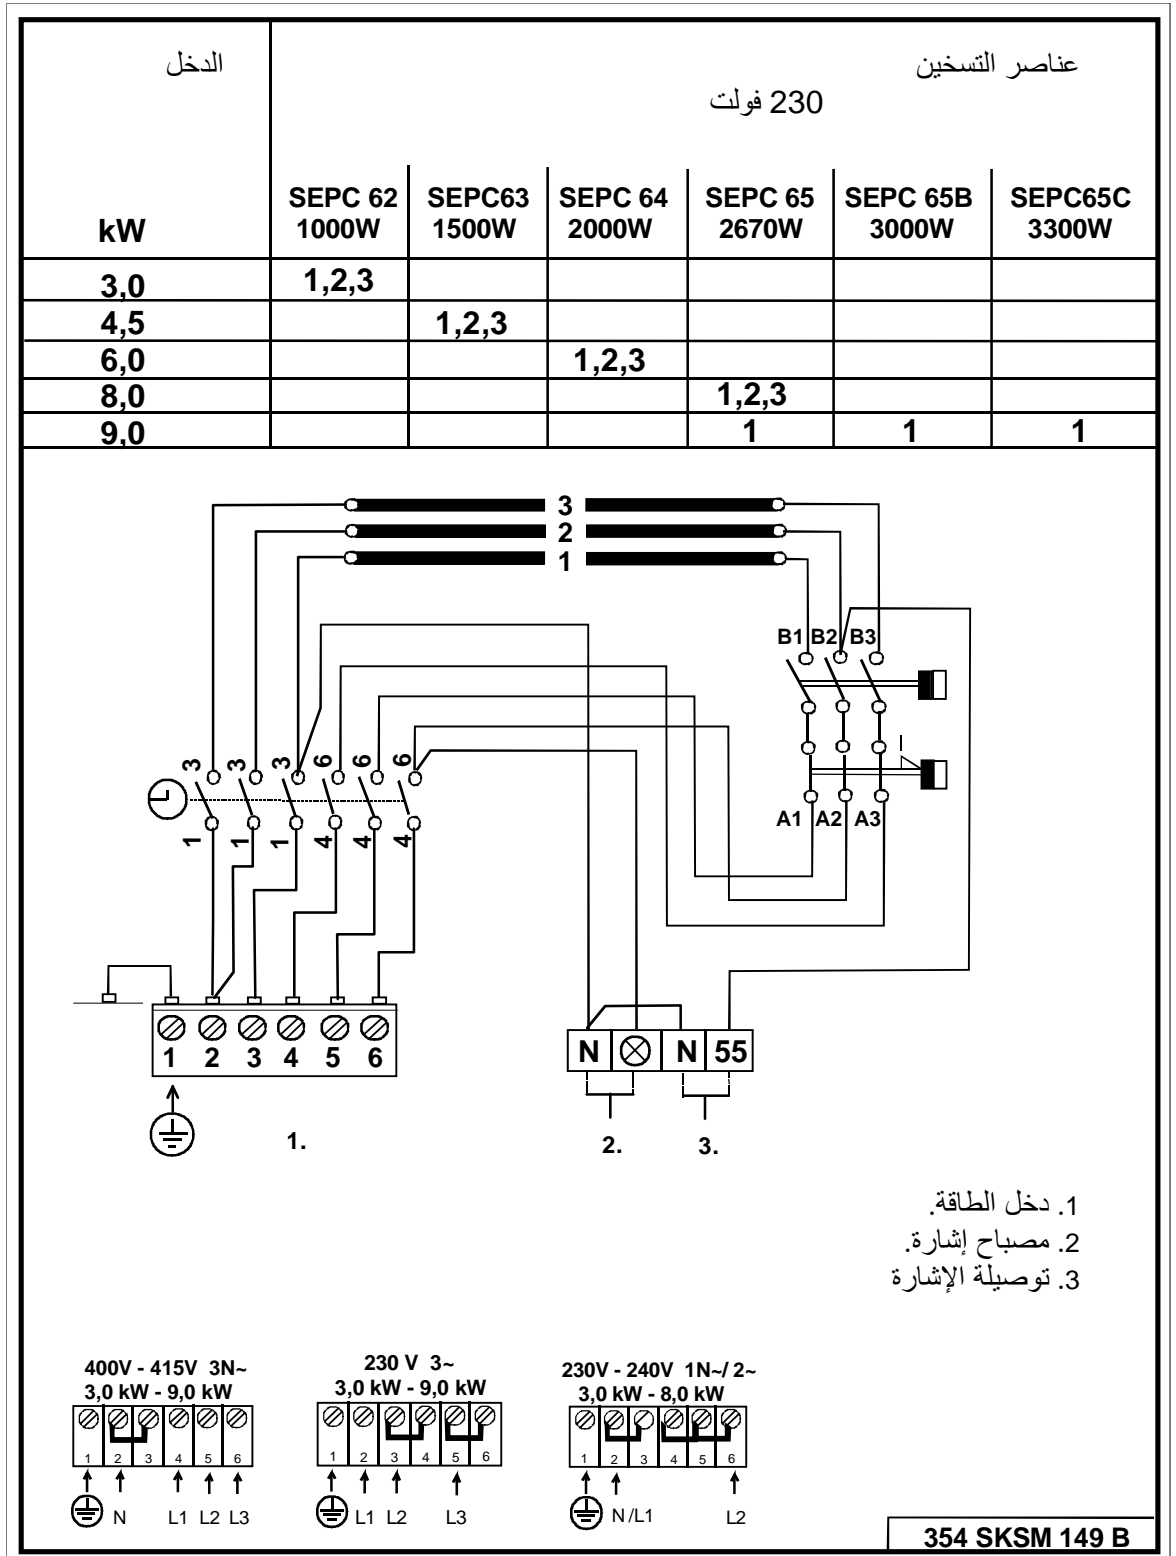 الدخل
عناصر التسخين
230 فولت
kW
SEPC 62 SEPC63 SEPC 64 SEPC 65 SEPC 65B SEPC65C
1000W 1500W 2000W 2670W 3000W 3300W
3,0 1,2,3
4,5 1,2,3
6,0 1,2,3
8,0 1,2,3
9,0 1 1 1
3
2
1
B1 B2 B3
3 3 3 6 6 6
1 1 1 4 4 4
A1 A2 A3
1 2 3 4 5 6
N N 55
1. 2. 3.
1. دخل الطاقة.
2. مصباح إشارة.
3. توصيلة الإشارة
400V - 415V 3N~
3,0 kW - 9,0 kW
1 2 3 4 5 6
N L1 L2 L3
230 V 3~
3,0 kW - 9,0 kW
1 2 3 4 5 6
L1 L2 L3
230V - 240V 1N~/ 2~
3,0 kW - 8,0 kW
1 2 3 4 5 6
N /L1 L2
354 SKSM 149 B